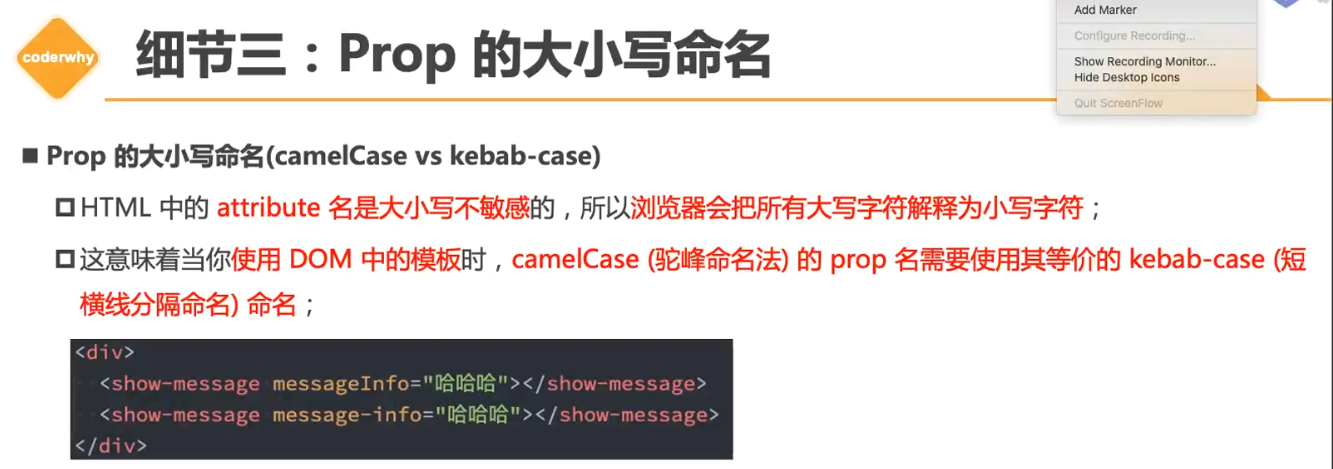 Add Marker
Configure Recording...
Show Recording Monitor...
Hide Desktop Icons
Quit ScreenFlow
coderwhy
细节三：Prop 的大小写命名
Prop 的大小写命名(camelCase vs kebab-case)
HTML 中的 attribute 名是大小写不敏感的，所以浏览器会把所有大写字符解释为小写字符；
这意味着当你使用 DOM 中的模板时，camelCase (驼峰命名法) 的 prop 名需要使用其等价的 kebab-case (短
横线分隔命名) 命名；
<div>
<show-message messageInfo="哈哈哈"></show-message>
<show-message message-info="哈哈哈"></show-message>
</div>